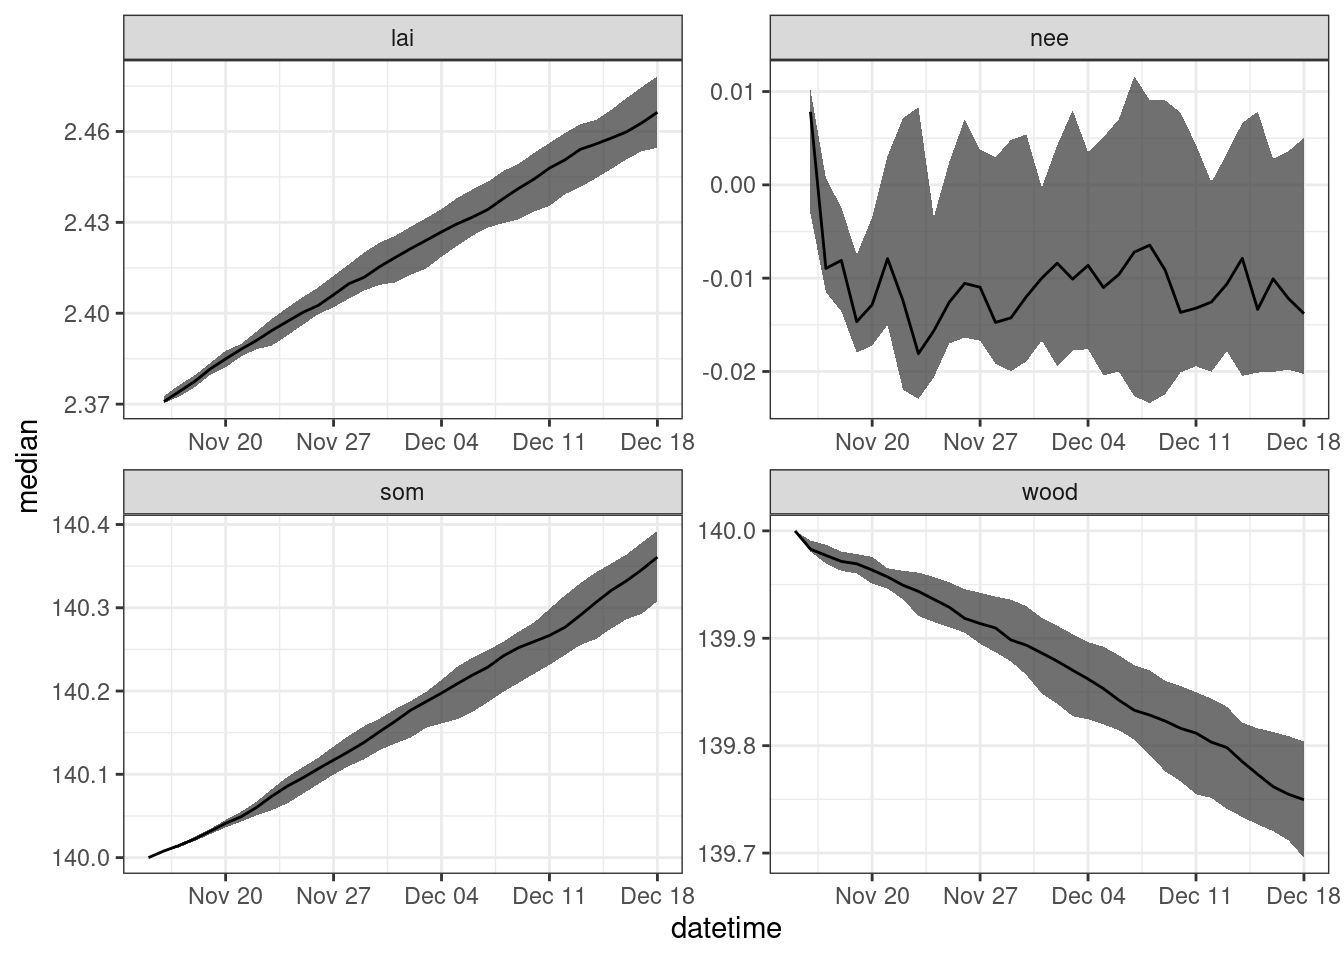 lai
nee
2.46
2.43
2.40
2.37
0.01
0.00
-0.01
-0.02
Nov 20 Nov 27 Dec 04 Dec 11 Dec 18
Nov 20 Nov 27 Dec 04 Dec 11 Dec 18
median
som
wood
140.4
140.3
140.2
140.1
140.0
140.0
139.9
139.8
139.7
Nov 20 Nov 27 Dec 04 Dec 11 Dec 18
Nov 20 Nov 27 Dec 04 Dec 11 Dec 18
datetime